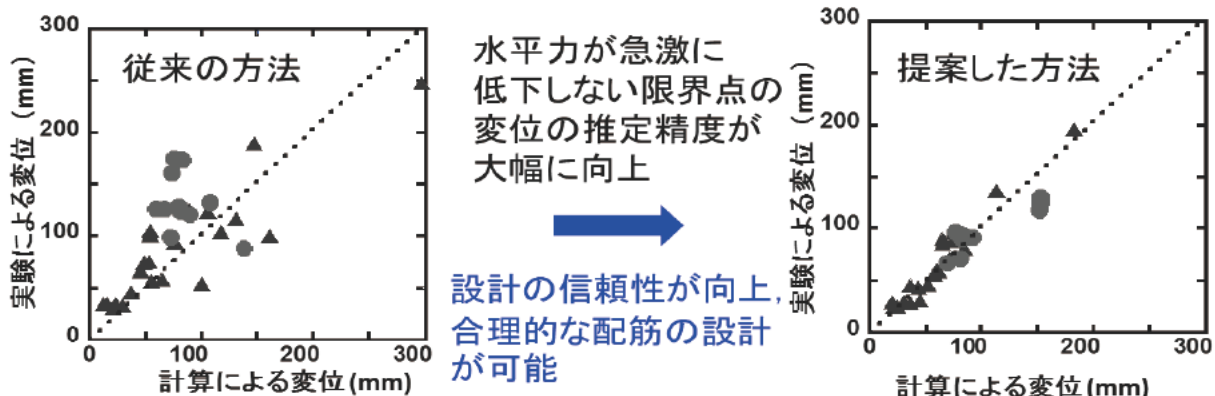 300
200
100
0
実験による変位 (mm)
従来の方法
0
100
200
300
計算による変位(mm)
水平力が急激に
低下しない限界点の
変位の推定精度が
大幅に向上
設計の信頼性が向上,
合理的な配筋の設計
が可能
300
200
100
0
実験による変位 (mm)
提案した方法
0
100
200
300
計算による変位(mm)